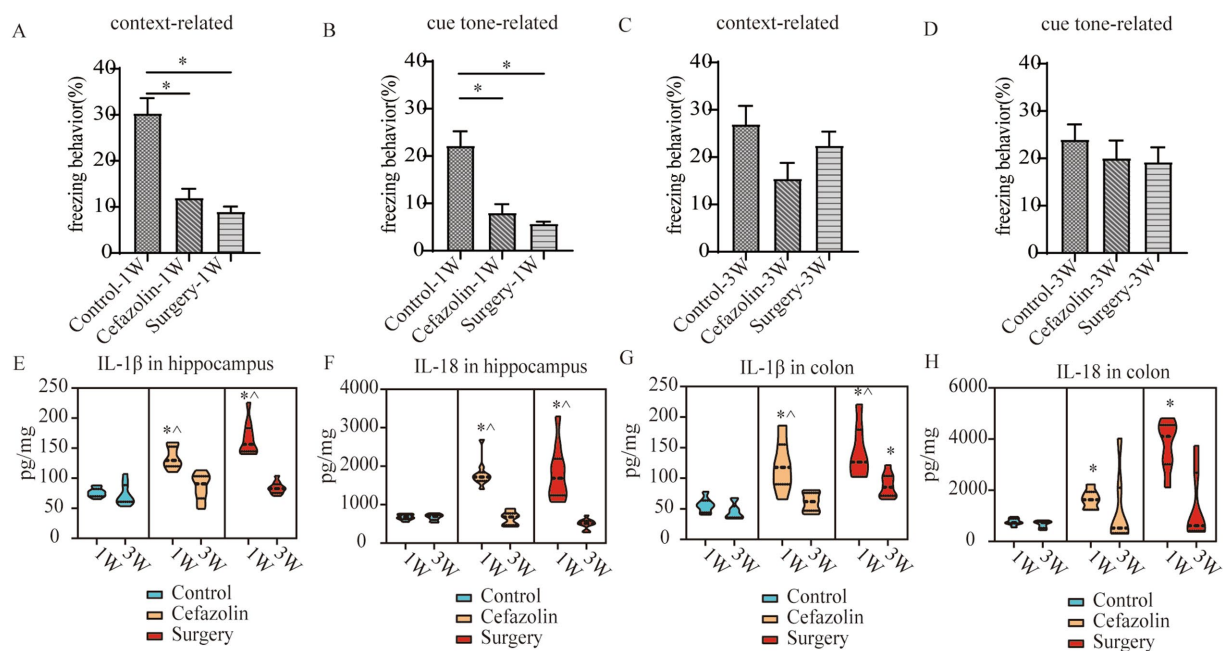 A
context-related
freezing behavior(%)
40
30
20
10
0
*
*
Control-1W
Cefazolin-1W
Surgery-1W
B
cue tone-related
freezing behavior(%)
40
30
20
10
0
*
*
Control-1W
Cefazolin-1W
Surgery-1W
C
context-related
freezing behavior(%)
40
30
20
10
0
Control-3W
Cefazolin-3W
Surgery-3W
D
cue tone-related
freezing behavior(%)
40
30
20
10
0
Control-3W
Cefazolin-3W
Surgery-3W
E
IL-1β in hippocampus
pg/mg
250
200
150
100
50
0
*^
*^
1W
3W
1W
3W
1W
3W
Control
Cefazolin
Surgery
F
IL-18 in hippocampus
pg/mg
4000
3000
2000
1000
0
*^
*^
1W
3W
1W
3W
1W
3W
Control
Cefazolin
Surgery
G
IL-1β in colon
pg/mg
250
200
150
100
50
0
*^
*^
*
1W
3W
1W
3W
1W
3W
Control
Cefazolin
Surgery
H
IL-18 in colon
pg/mg
6000
4000
2000
0
*
*
1W
3W
1W
3W
1W
3W
Control
Cefazolin
Surgery